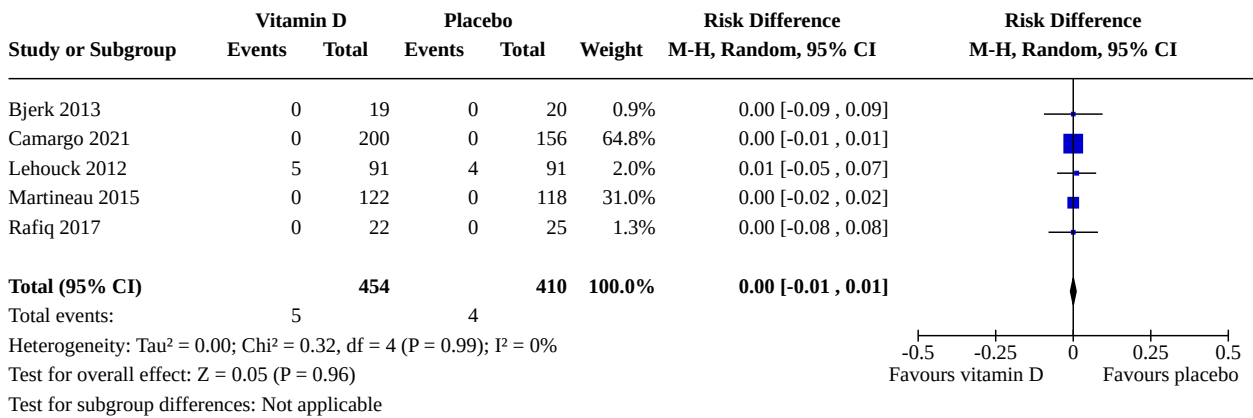 Vitamin D Placebo Risk Difference Risk Difference
Study or Subgroup Events Total Events Total Weight M-H, Random, 95% CI M-H, Random, 95% CI
Bjerk 2013 0 19 0 20 0.9% 0.00 [-0.09 , 0.09]
Camargo 2021 0 200 0 156 64.8% 0.00 [-0.01 , 0.01]
Lehouck 2012 5 91 4 91 2.0% 0.01 [-0.05 , 0.07]
Martineau 2015 0 122 0 118 31.0% 0.00 [-0.02 , 0.02]
Rafiq 2017 0 22 0 25 1.3% 0.00 [-0.08 , 0.08]
Total (95% CI) 454 410 100.0% 0.00 [-0.01 , 0.01]
Total events: 5 4
Heterogeneity: Tau² = 0.00; Chi² = 0.32, df = 4 (P = 0.99); I² = 0%
Test for overall effect: Z = 0.05 (P = 0.96)
Test for subgroup differences: Not applicable
-0.5 -0.25 0 0.25 0.5
Favours vitamin D Favours placebo